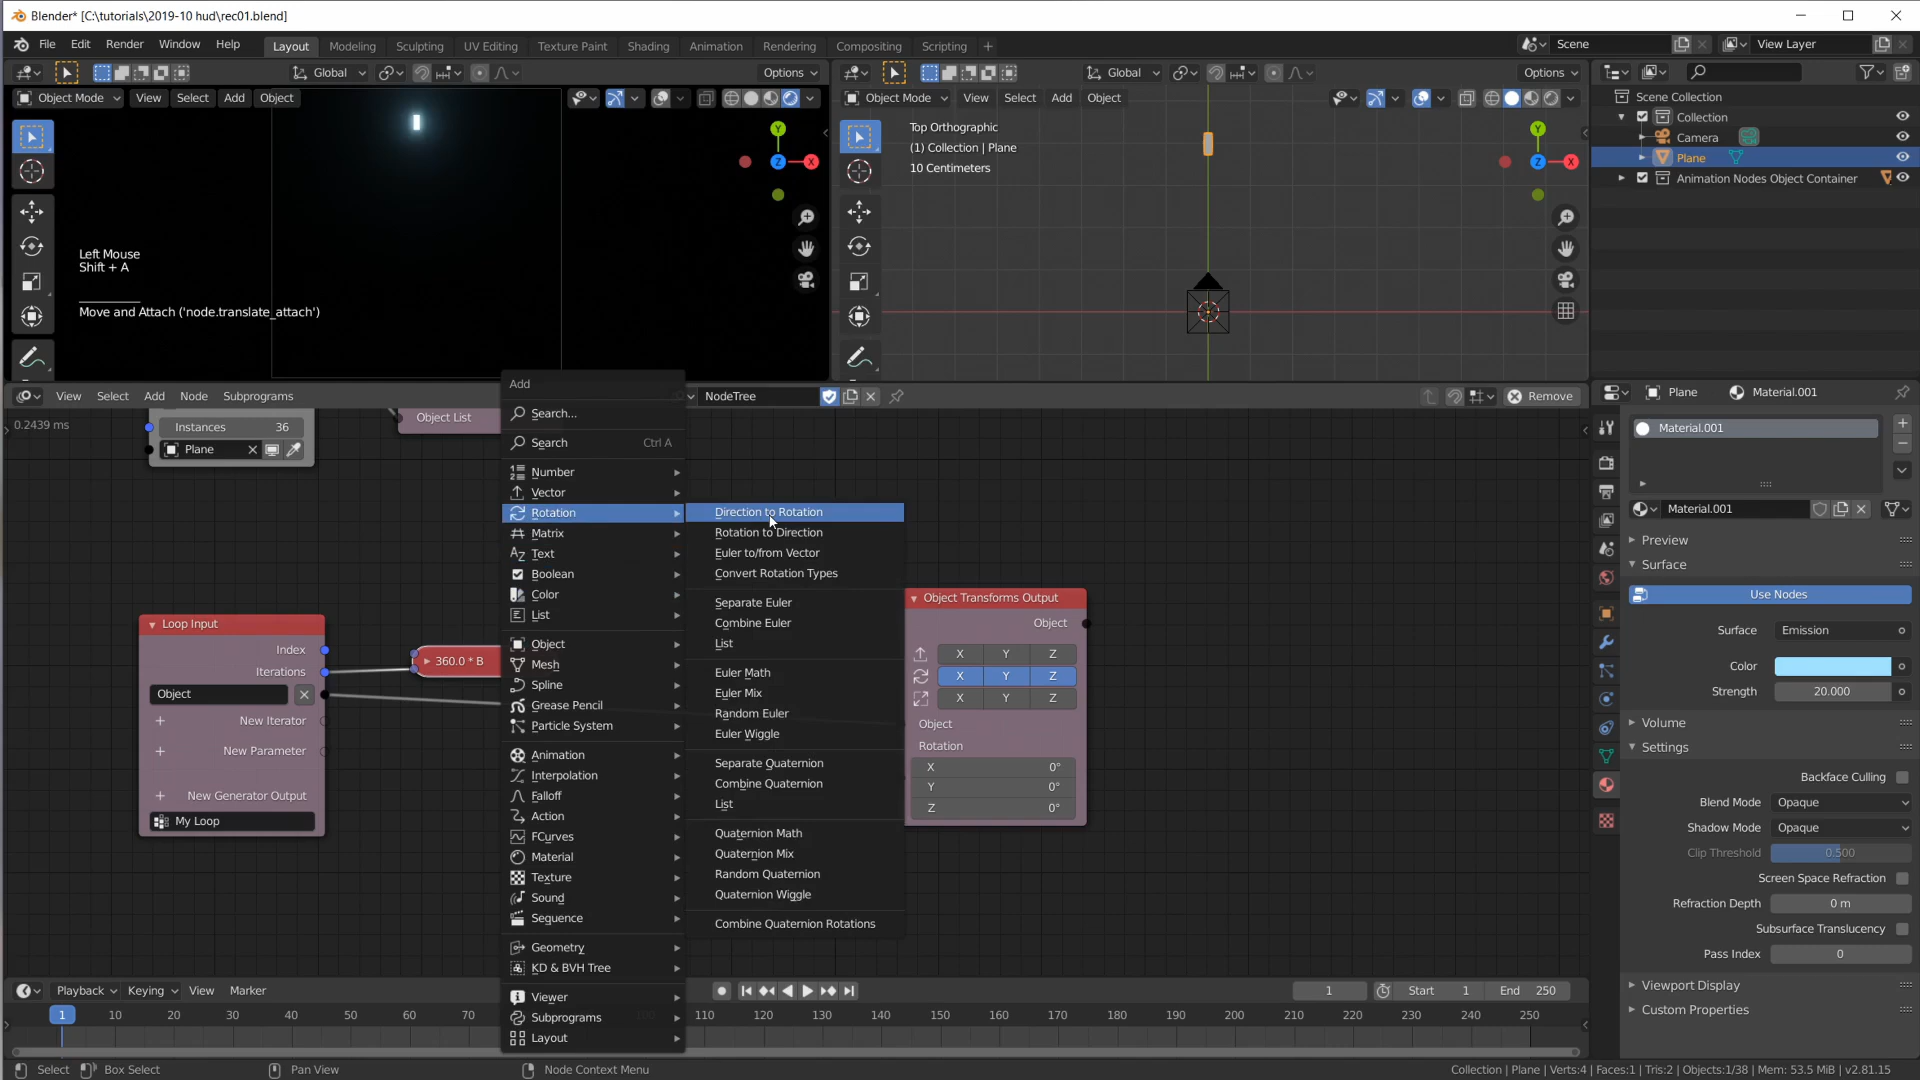 Blender* [C:\tutorials\2019-10 hud\rec01.blend]
File Edit Render Window Help Layout Modeling Sculpting UV Editing Texture Paint Shading Animation Rendering Compositing Scripting + Scene View Layer
Global Options Global Options
Object Mode View Select Add Object Object Mode View Select Add Object
Scene Collection
Collection
Camera
Plane
Animation Nodes Object Container
Y
X
Z
Left Mouse
Shift + A
Move and Attach ('node.translate_attach')
Top Orthographic
(1) Collection | Plane
10 Centimeters
Y
X
Z
View Select Add Node Subprograms NodeTree Remove
0.2439 ms
Instances 36
Plane
Object List
Loop Input
Index
Iterations
Object
New Iterator
New Parameter
New Generator Output
My Loop
360.0 * B
Add
Search...
Search Ctrl A
Number
Vector
Rotation
Matrix
Text
Boolean
Color
List
Object
Mesh
Spline
Grease Pencil
Particle System
Animation
Interpolation
Falloff
Action
FCurves
Material
Texture
Sound
Sequence
Geometry
KD & BVH Tree
Viewer
Subprograms
Layout
Direction to Rotation
Rotation to Direction
Euler to/from Vector
Convert Rotation Types
Separate Euler
Combine Euler
List
Euler Math
Euler Mix
Random Euler
Euler Wiggle
Separate Quaternion
Combine Quaternion
List
Quaternion Math
Quaternion Mix
Random Quaternion
Quaternion Wiggle
Combine Quaternion Rotations
Object Transforms Output
Object
X Y Z
X Y Z
X Y Z
Object
Rotation
X 0°
Y 0°
Z 0°
Plane Material.001
Material.001
Material.001
Preview
Surface
Use Nodes
Surface Emission
Color
Strength 20.000
Volume
Settings
Backface Culling
Blend Mode Opaque
Shadow Mode Opaque
Clip Threshold 0.500
Screen Space Refraction
Refraction Depth 0 m
Subsurface Translucency
Pass Index 0
Viewport Display
Custom Properties
Playback Keying View Marker 1 Start 1 End 250
1 10 20 30 40 50 60 70 110 120 130 140 150 160 170 180 190 200 210 220 230 240 250
Select Box Select Pan View Node Context Menu Collection | Plane | Verts:4 | Faces:1 | Tris:2 | Objects:1/38 | Mem: 53.5 MiB | v2.81.15